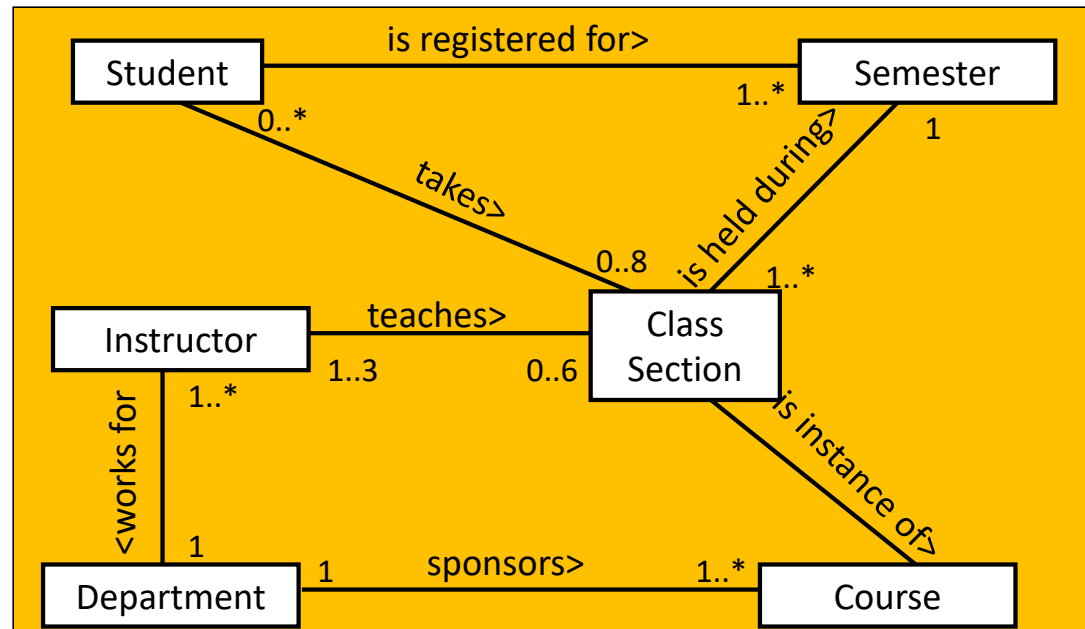 is registered for>
Student
Semester
1..*
1
0..*
takes>
is held during>
0..8
1..*
Class
Section
teaches>
Instructor
1..3
0..6
1..*
<works for
is instance of>
1
Department
1
sponsors>
1..*
Course